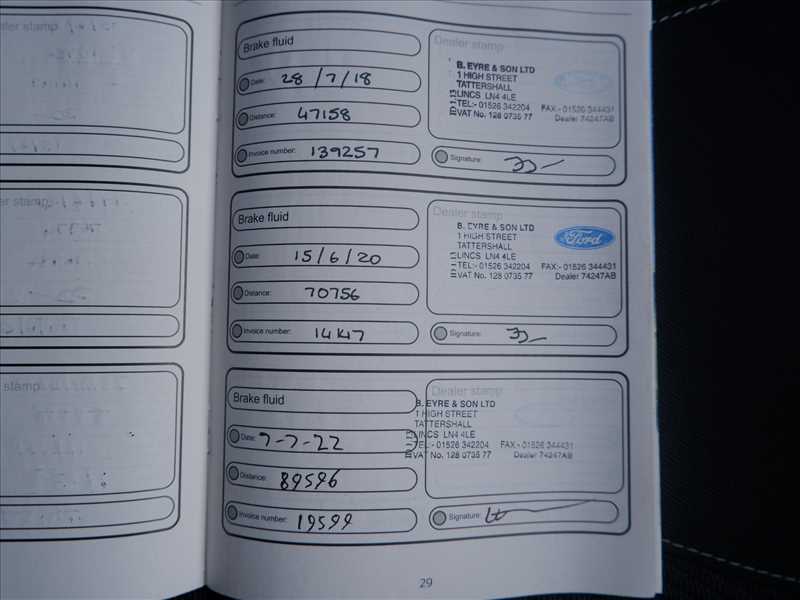 Brake fluid
Date: 28/7/18
Distance: 47158
Invoice number: 139257
Dealer stamp
B. EYRE & SON LTD
1 HIGH STREET
TATTERSHALL
LINCS LN4 4LE
TEL:- 01526 342204 FAX:- 01526 344431
VAT No. 128 0735 77 Dealer 74247AB
Signature:
Brake fluid
Date: 15/6/20
Distance: 70756
Invoice number:
Dealer stamp
B. EYRE & SON LTD
1 HIGH STREET
TATTERSHALL
LINCS LN4 4LE
TEL:- 01526 342204 FAX:- 01526 344431
VAT No. 128 0735 77 Dealer 74247AB
Ford
Signature:
Brake fluid
Date: 7-7-22
Distance: 89596
Invoice number: 19599
Dealer stamp
B. EYRE & SON LTD
1 HIGH STREET
TATTERSHALL
LINCS LN4 4LE
TEL:- 01526 342204 FAX:- 01526 344431
VAT No. 128 0735 77 Dealer 74247AB
Signature:
29